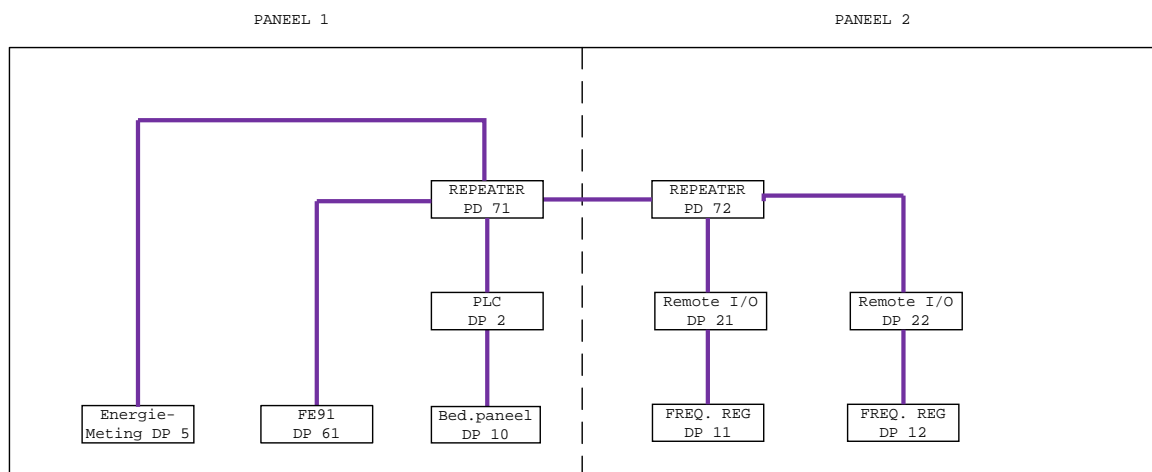 PANEEL 1
PANEEL 2
REPEATER
PD 71
REPEATER
PD 72
PLC
DP 2
Remote I/O
DP 21
Remote I/O
DP 22
Energie-
Meting DP 5
FE91
DP 61
Bed.paneel
DP 10
FREQ. REG
DP 11
FREQ. REG
DP 12